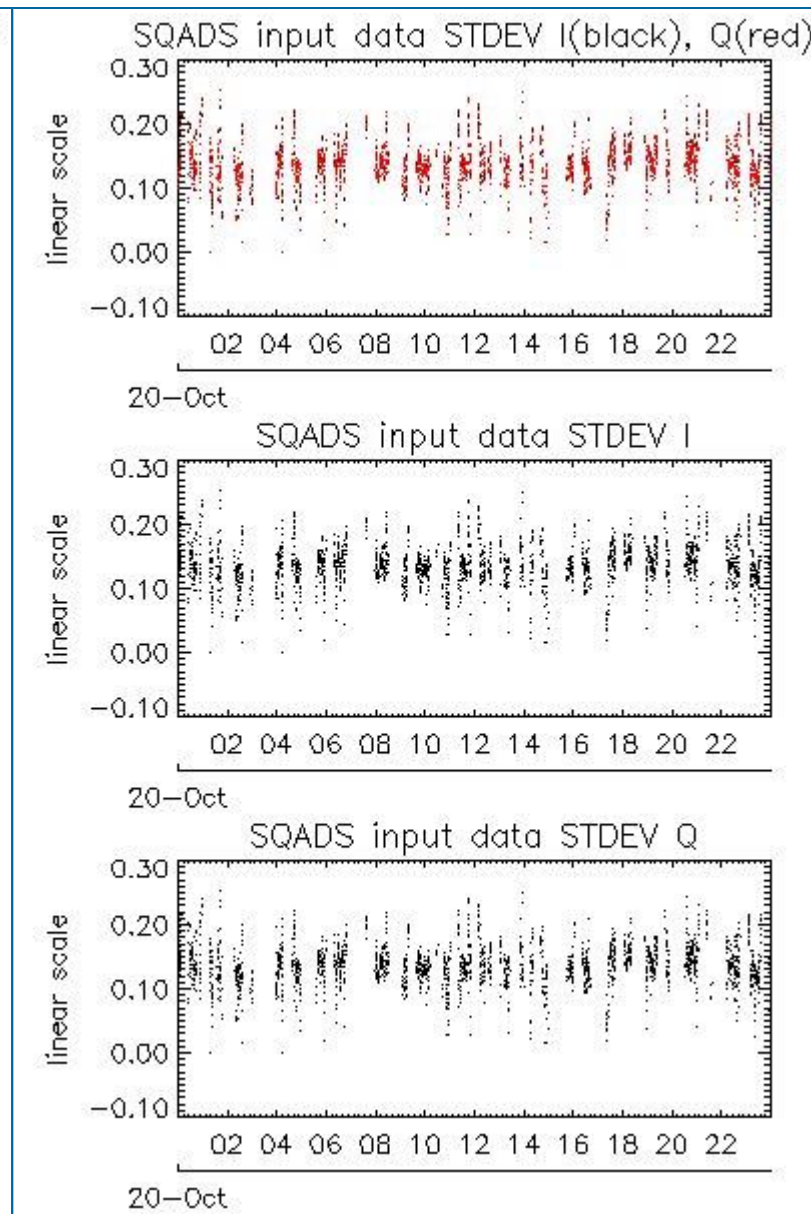 SQADS input data STDEV I(black), Q(red)
0.30
0.20
0.10
0.00
-0.10
linear scale
02 04 06 08 10 12 14 16 18 20 22
20-Oct
SQADS input data STDEV I
0.30
0.20
0.10
0.00
-0.10
linear scale
02 04 06 08 10 12 14 16 18 20 22
20-Oct
SQADS input data STDEV Q
0.30
0.20
0.10
0.00
-0.10
linear scale
02 04 06 08 10 12 14 16 18 20 22
20-Oct